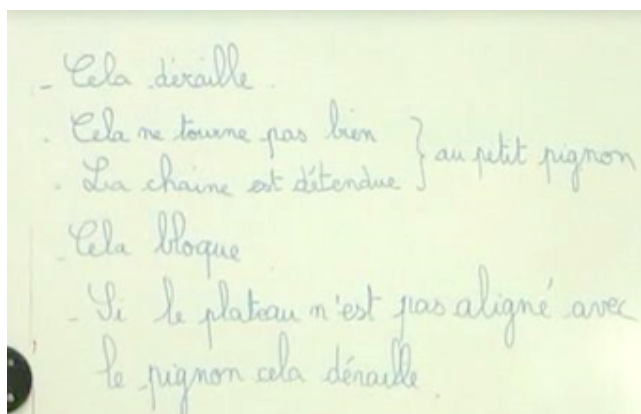 - Cela déraille.
. Cela ne tourne pas bien } au petit pignon
. La chaine est détendue
- Cela bloque
- Si le plateau n'est pas aligné avec
le pignon cela déraille.